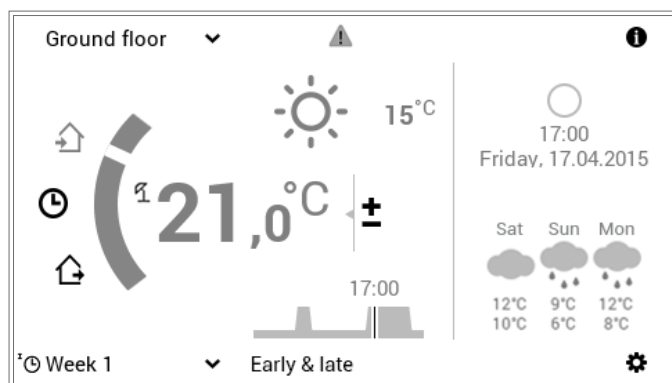 Ground floor
15°C
17:00
Friday, 17.04.2015
21,0°C
±
Sat Sun Mon
12°C 9°C 12°C
10°C 6°C 8°C
17:00
Week 1
Early & late